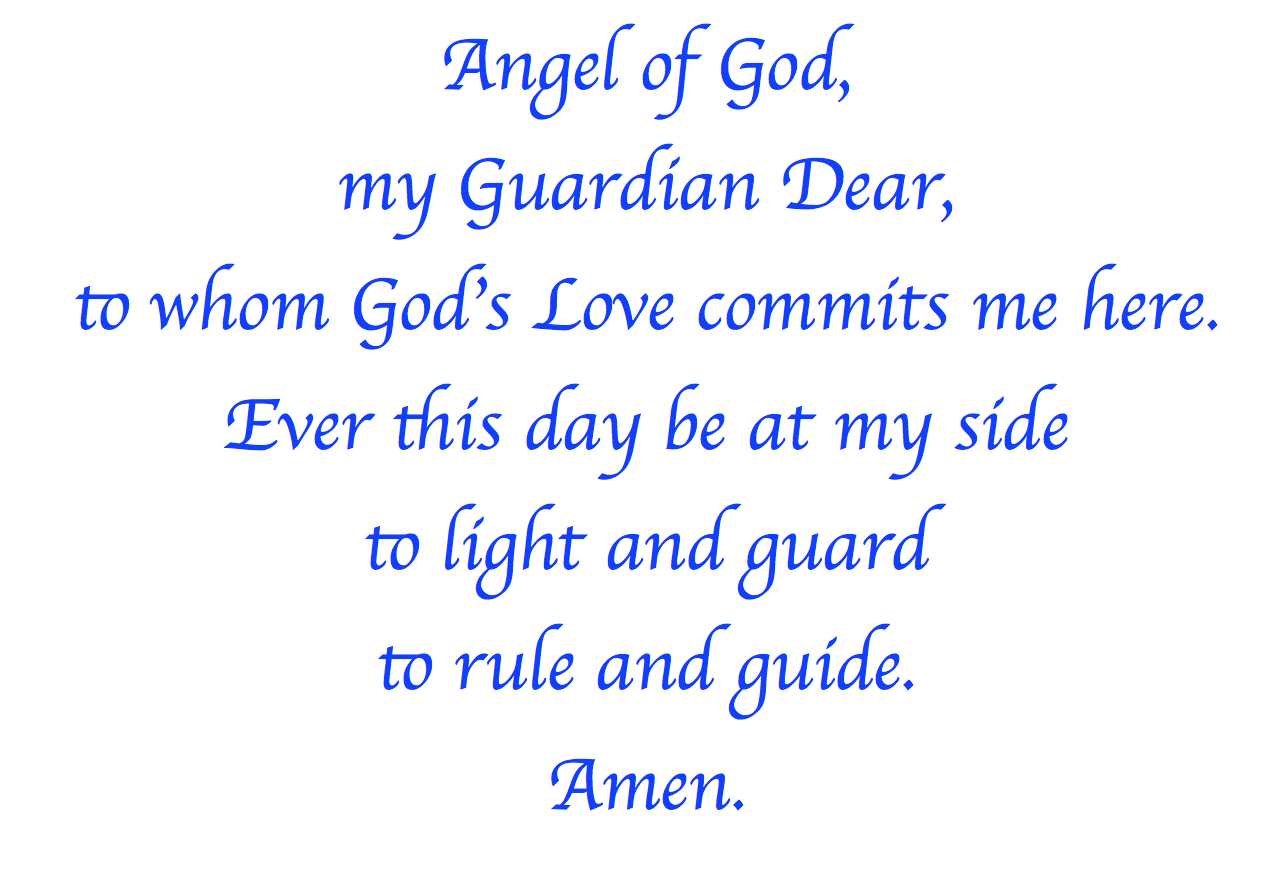 Angel of God,
my Guardian Dear,
to whom God’s Love commits me here.
Ever this day be at my side
to light and guard
to rule and guide.
Amen.